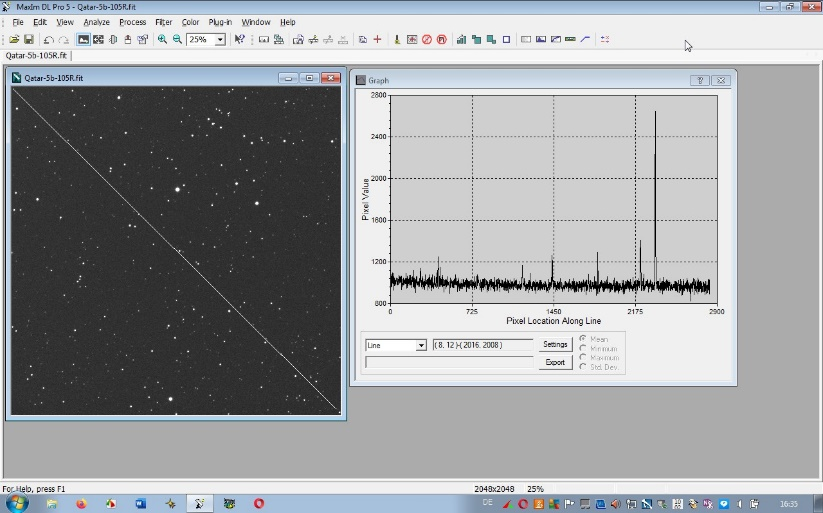 MaxIm DL Pro 5 - Qatar-5b-105R.fit
File Edit View Analyze Process Filter Color Plug-in Window Help
25%
Qatar-5b-105R.fit
Qatar-5b-105R.fit
Graph
2800
2400
2000
1600
1200
800
Pixel Value
0 725 1450 2175 2900
Pixel Location Along Line
Line ( 8, 12 )-( 2016, 2008 ) Settings
Export
Mean
Minimum
Maximum
Std. Dev.
For Help, press F1 2048x2048 25%
DE 16:35